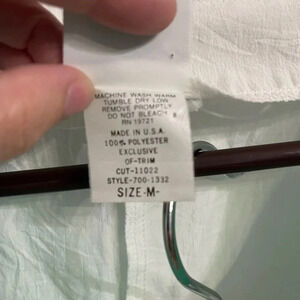 MACHINE WASH WARM
TUMBLE DRY LOW
REMOVE PROMPTLY
DO NOT BLEACH
RN 19721
MADE IN U.S.A.
100% POLYESTER
EXCLUSIVE
OF-TRIM
CUT-11022
STYLE-700-1332
SIZE-M-